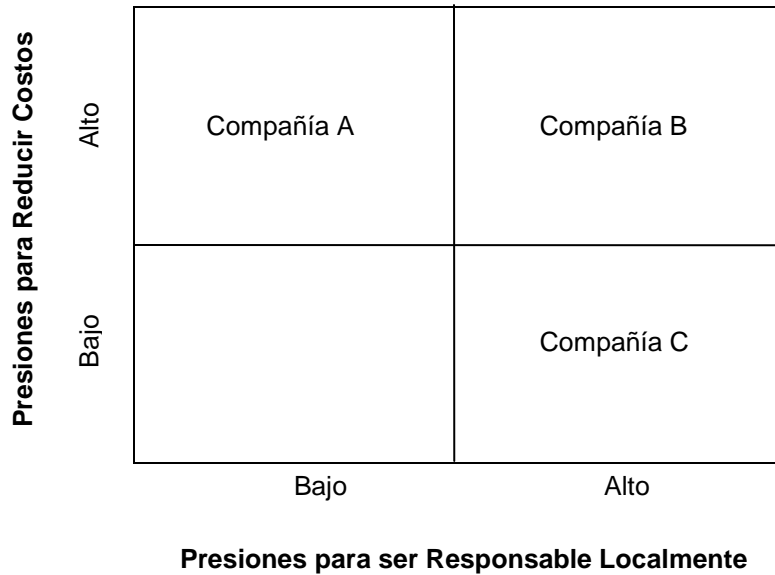 Presiones para Reducir Costos
Alto
Compañía A
Compañía B
Bajo
Compañía C
Bajo
Alto
Presiones para ser Responsable Localmente